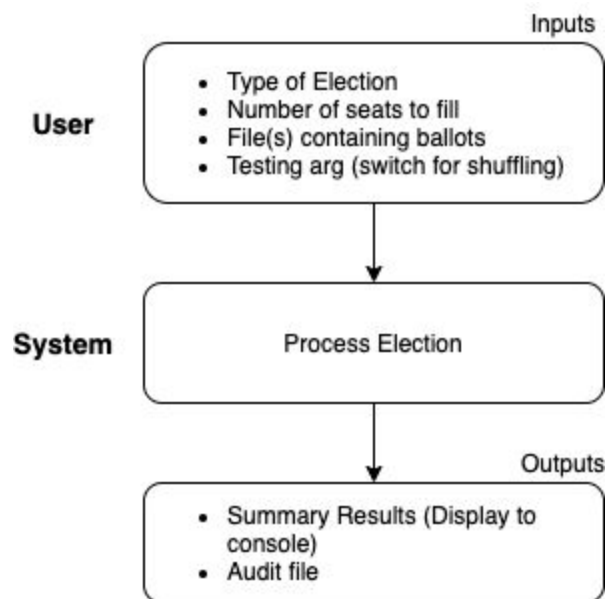 Inputs
User
• Type of Election
• Number of seats to fill
• File(s) containing ballots
• Testing arg (switch for shuffling)
System
Process Election
Outputs
• Summary Results (Display to
console)
• Audit file